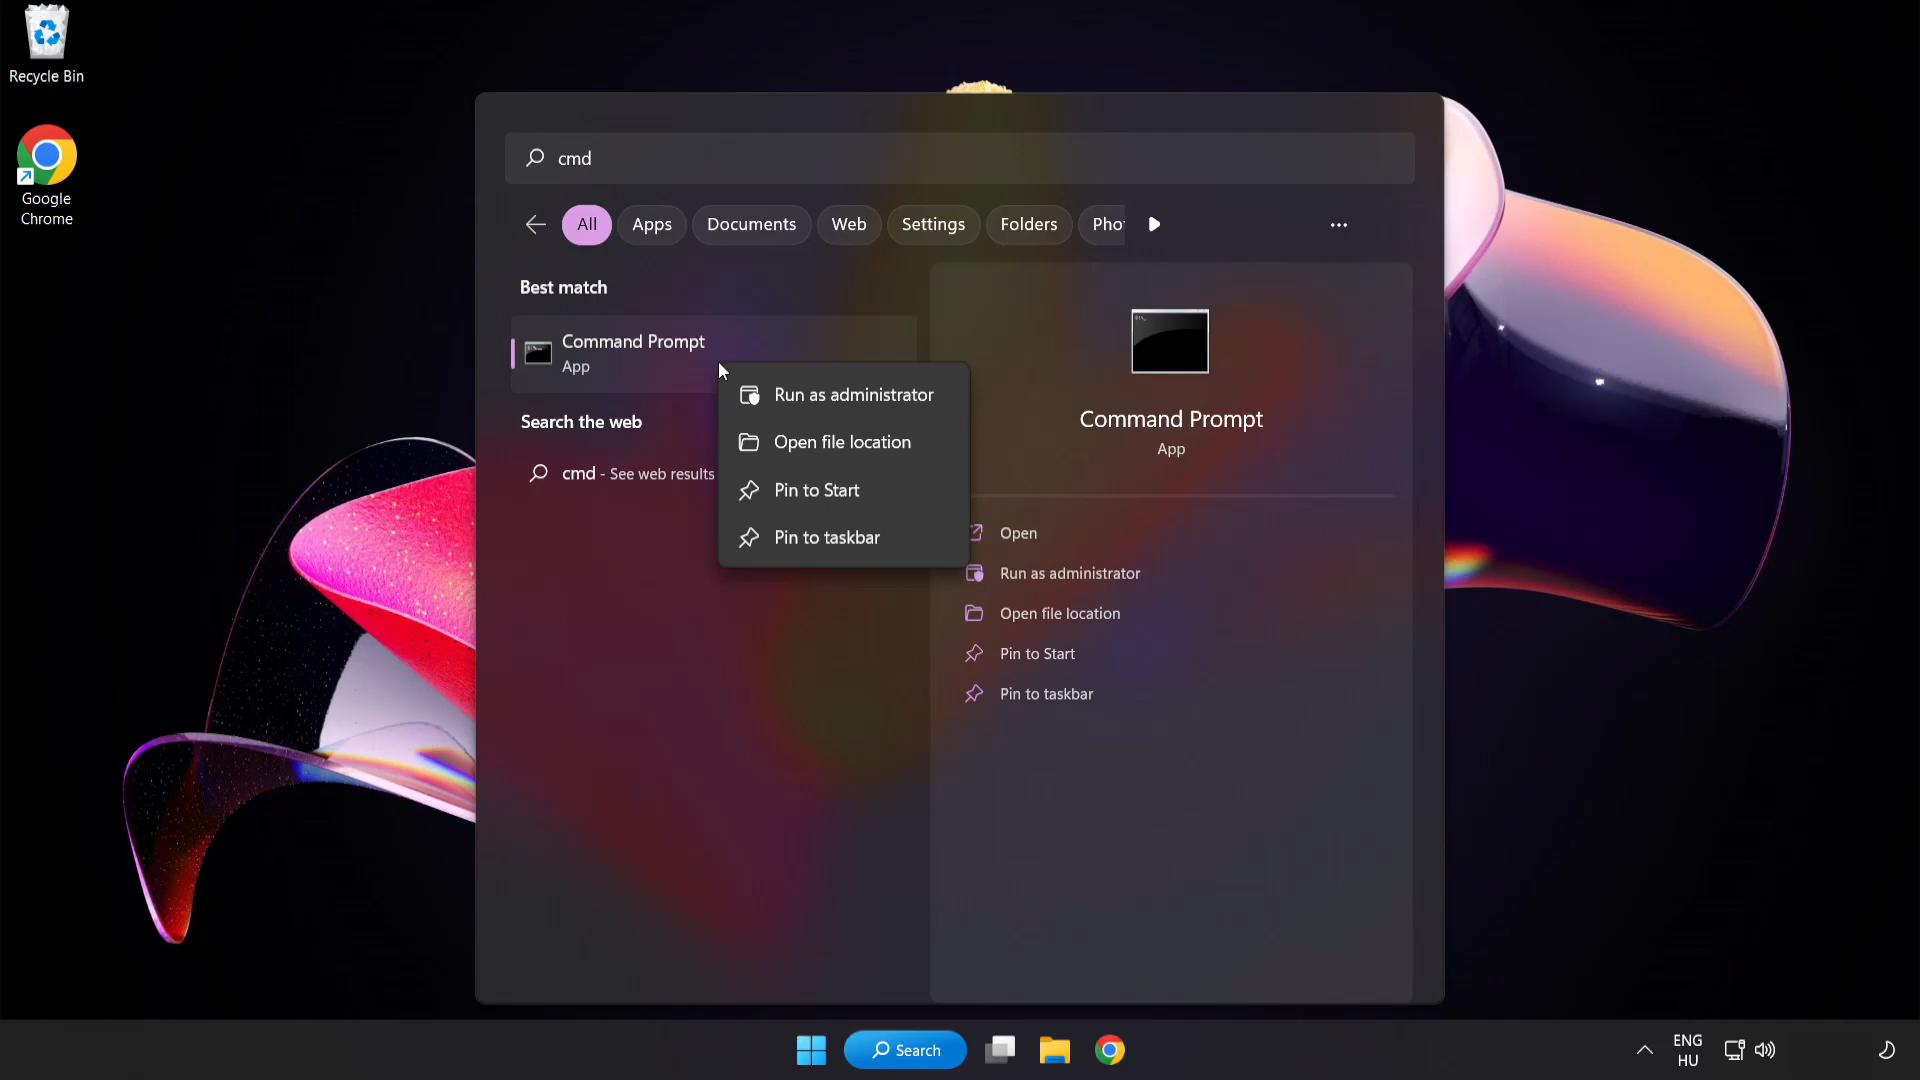 Recycle Bin
Google
Chrome
cmd
All
Apps
Documents
Web
Settings
Folders
Best match
Command Prompt
App
Search the web
cmd - See web results
Run as administrator
Open file location
Pin to Start
Pin to taskbar
Command Prompt
App
Open
Run as administrator
Open file location
Pin to Start
Pin to taskbar
Search
ENG
HU